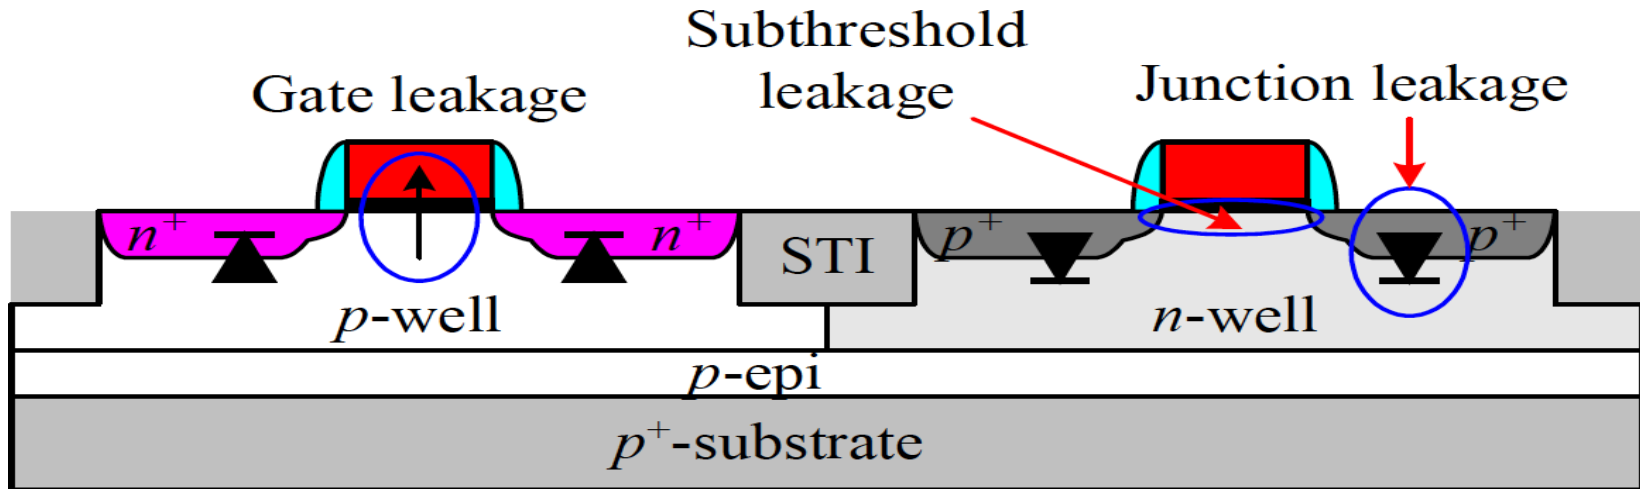 Subthreshold
leakage
Gate leakage
Junction leakage
n+
n+
STI
p+
p+
p-well
n-well
p-epi
p+-substrate